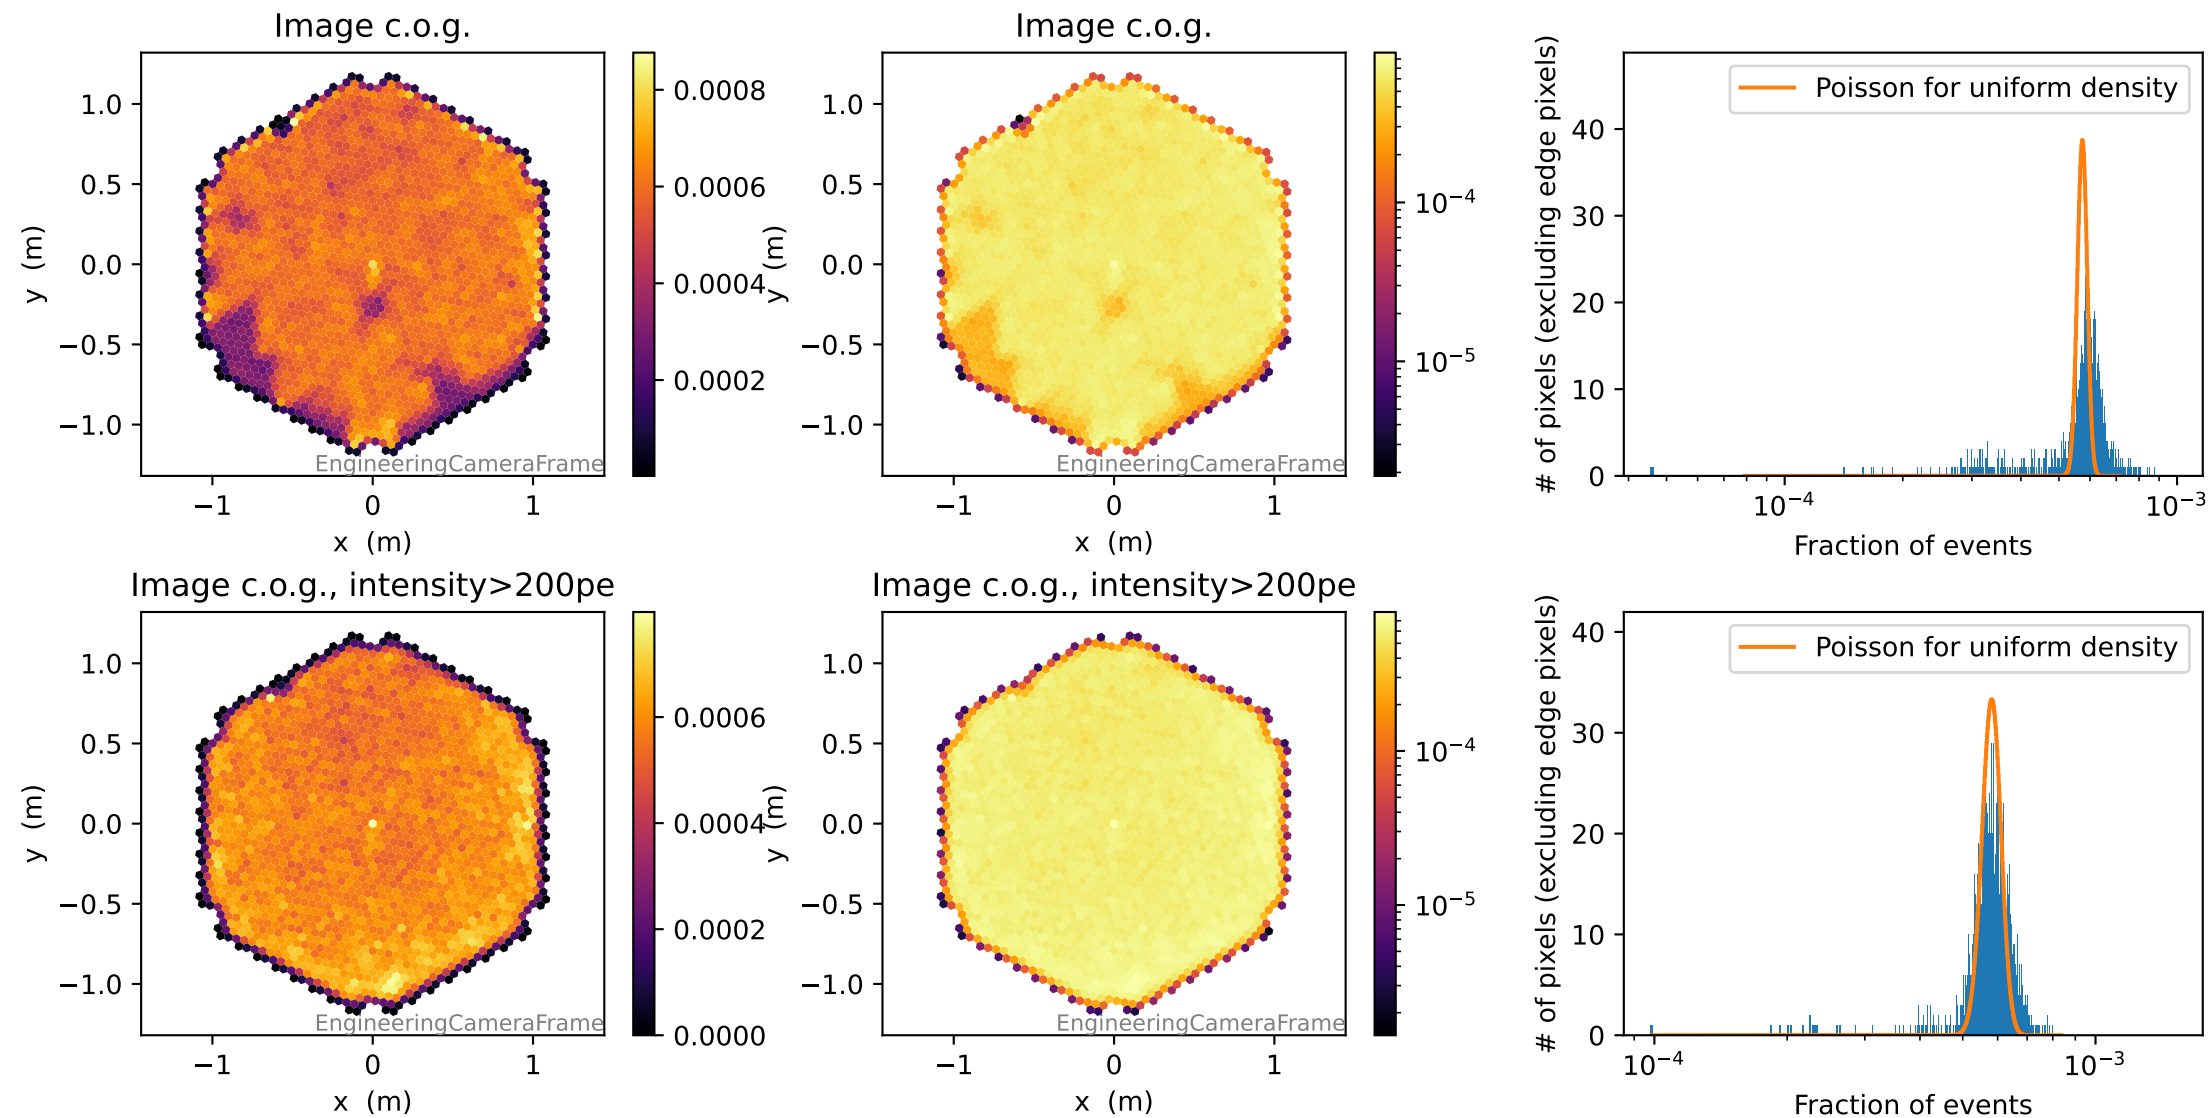 Image c.o.g.
y (m)
1.0
0.5
0.0
−0.5
−1.0
−1
0
1
x (m)
EngineeringCameraFrame
0.0008
0.0006
0.0004
0.0002
Image c.o.g.
y (m)
1.0
0.5
0.0
−0.5
−1.0
−1
0
1
x (m)
EngineeringCameraFrame
10⁻⁴
10⁻⁵
# of pixels (excluding edge pixels)
40
30
20
10
0
Poisson for uniform density
10⁻⁴
10⁻³
Fraction of events
Image c.o.g., intensity>200pe
y (m)
1.0
0.5
0.0
−0.5
−1.0
−1
0
1
x (m)
EngineeringCameraFrame
0.0006
0.0004
0.0002
0.0000
Image c.o.g., intensity>200pe
y (m)
1.0
0.5
0.0
−0.5
−1.0
−1
0
1
x (m)
EngineeringCameraFrame
10⁻⁴
10⁻⁵
# of pixels (excluding edge pixels)
40
30
20
10
0
Poisson for uniform density
10⁻⁴
10⁻³
Fraction of events